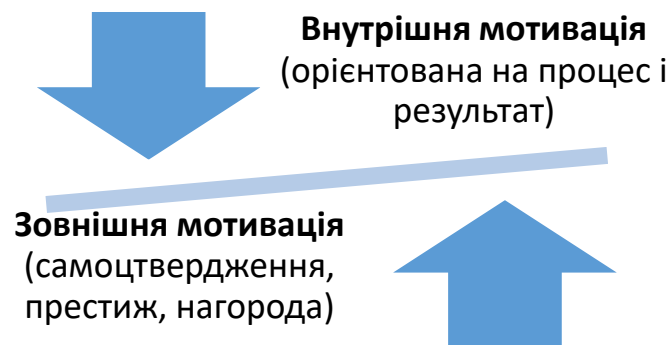 Внутрішня мотивація
(орієнтована на процес і
результат)
Зовнішня мотивація
(самоцтвердження,
престиж, нагорода)